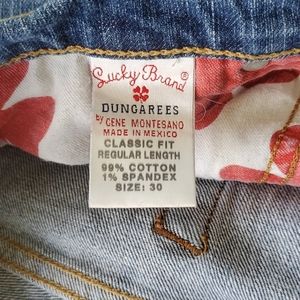 Lucky Brand®
DUNGAREES
by GENE MONTESANO
MADE IN MEXICO
CLASSIC FIT
REGULAR LENGTH
99% COTTON
1% SPANDEX
SIZE: 30